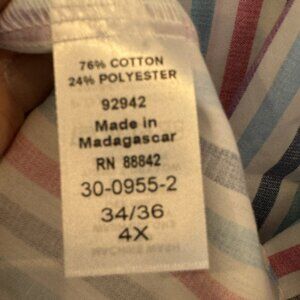 76% COTTON
24% POLYESTER
92942
Made in
Madagascar
RN 88842
30-0955-2
34/36
4X